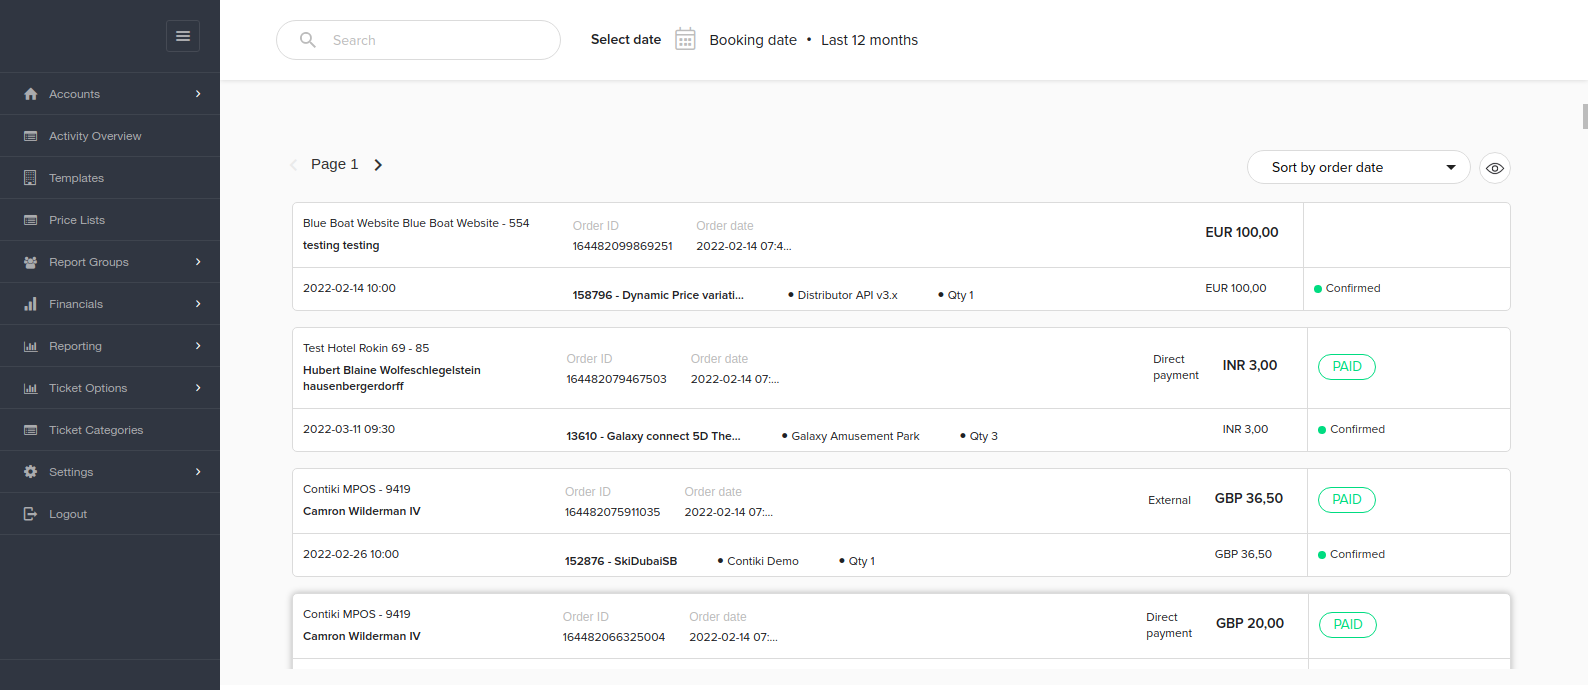 Search
Select date
Booking date • Last 12 months
Accounts
Activity Overview
Templates
Price Lists
Report Groups
Financials
Reporting
Ticket Options
Ticket Categories
Settings
Logout
Page 1
Sort by order date
Blue Boat Website Blue Boat Website - 554
testing testing
Order ID
164482099869251
Order date
2022-02-14 07:4...
EUR 100,00
2022-02-14 10:00
158796 - Dynamic Price variati...
• Distributor API v3.x
• Qty 1
EUR 100,00
Confirmed
Test Hotel Rokin 69 - 85
Hubert Blaine Wolfeschlegelstein
hausenbergerdorff
Order ID
164482079467503
Order date
2022-02-14 07:...
Direct
payment
INR 3,00
PAID
2022-03-11 09:30
13610 - Galaxy connect 5D The...
• Galaxy Amusement Park
• Qty 3
INR 3,00
Confirmed
Contiki MPOS - 9419
Camron Wilderman IV
Order ID
164482075911035
Order date
2022-02-14 07:...
External
GBP 36,50
PAID
2022-02-26 10:00
152876 - SkiDubaiSB
• Contiki Demo
• Qty 1
GBP 36,50
Confirmed
Contiki MPOS - 9419
Camron Wilderman IV
Order ID
164482066325004
Order date
2022-02-14 07:...
Direct
payment
GBP 20,00
PAID